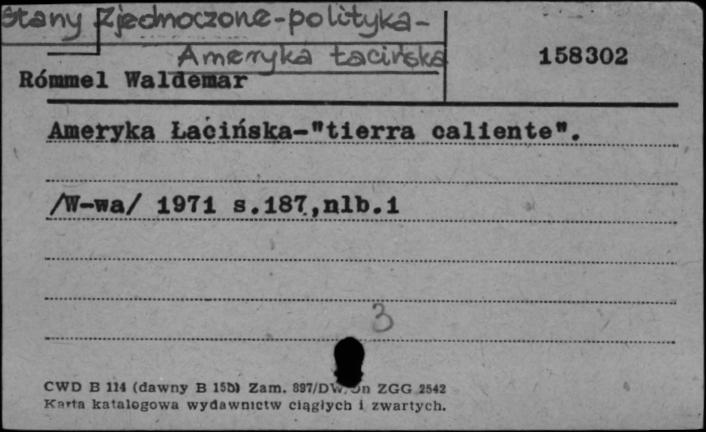 Stany Zjednoczone-polityka-
Ameryka Łacińska
158302
Rómmel Waldemar
Ameryka Łacińska-"tierra caliente".
/W-wa/ 1971 s.187,nlb.1
3
CWD B 114 (dawny B 15b) Zam. 897/DW ZGG 2542
Karta katalogowa wydawnictw ciągłych i zwartych.